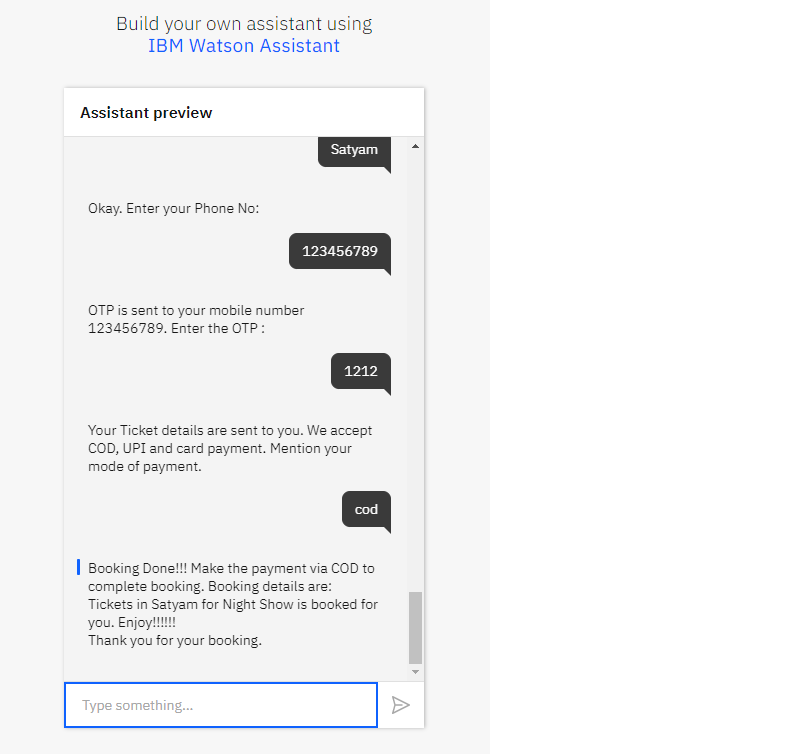 Build your own assistant using
IBM Watson Assistant
Assistant preview
Satyam
Okay. Enter your Phone No:
123456789
OTP is sent to your mobile number
123456789. Enter the OTP :
1212
Your Ticket details are sent to you. We accept
COD, UPI and card payment. Mention your
mode of payment.
cod
Booking Done!!! Make the payment via COD to
complete booking. Booking details are:
Tickets in Satyam for Night Show is booked for
you. Enjoy!!!!!!
Thank you for your booking.
Type something...